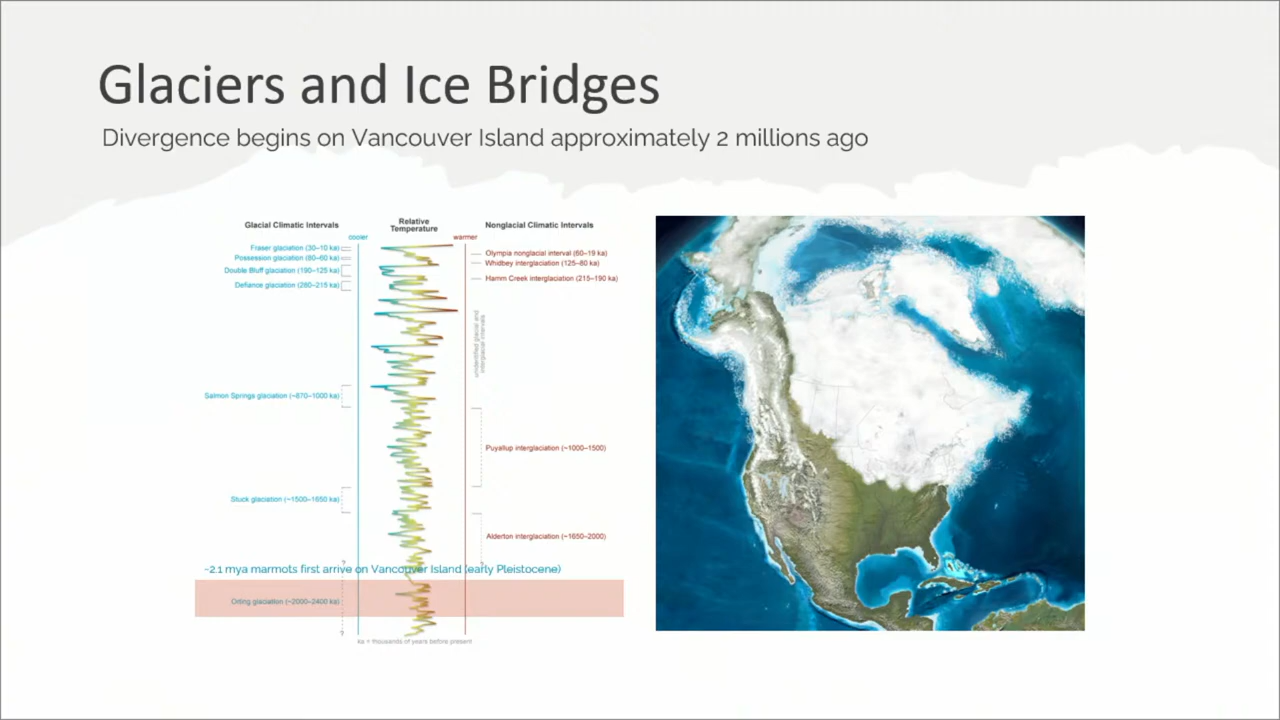 Glaciers and Ice Bridges
Divergence begins on Vancouver Island approximately 2 millions ago
Glacial Climatic Intervals
Relative
Temperature
Nonglacial Climatic Intervals
cooler
warmer
Fraser glaciation (30–10 ka)
Possession glaciation (80–60 ka)
Double Bluff glaciation (190–125 ka)
Defiance glaciation (280–215 ka)
Olympia nonglacial interval (60–19 ka)
Whidbey interglaciation (125–80 ka)
Hamm Creek interglaciation (215–190 ka)
unidentified glacial and
interglacial intervals
Salmon Springs glaciation (~870–1000 ka)
Puyallup interglaciation (~1000–1500)
Stuck glaciation (~1500–1650 ka)
Alderton interglaciation (~1650–2000)
?
?
~2.1 mya marmots first arrive on Vancouver Island (early Pleistocene)
Orting glaciation (~2000–2400 ka)
?
ka = thousands of years before present